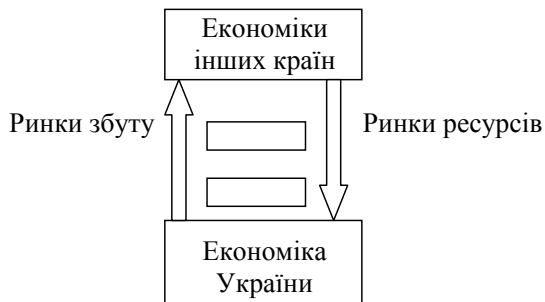 Економіки
інших країн
Ринки збуту
Ринки ресурсів
Економіка
України